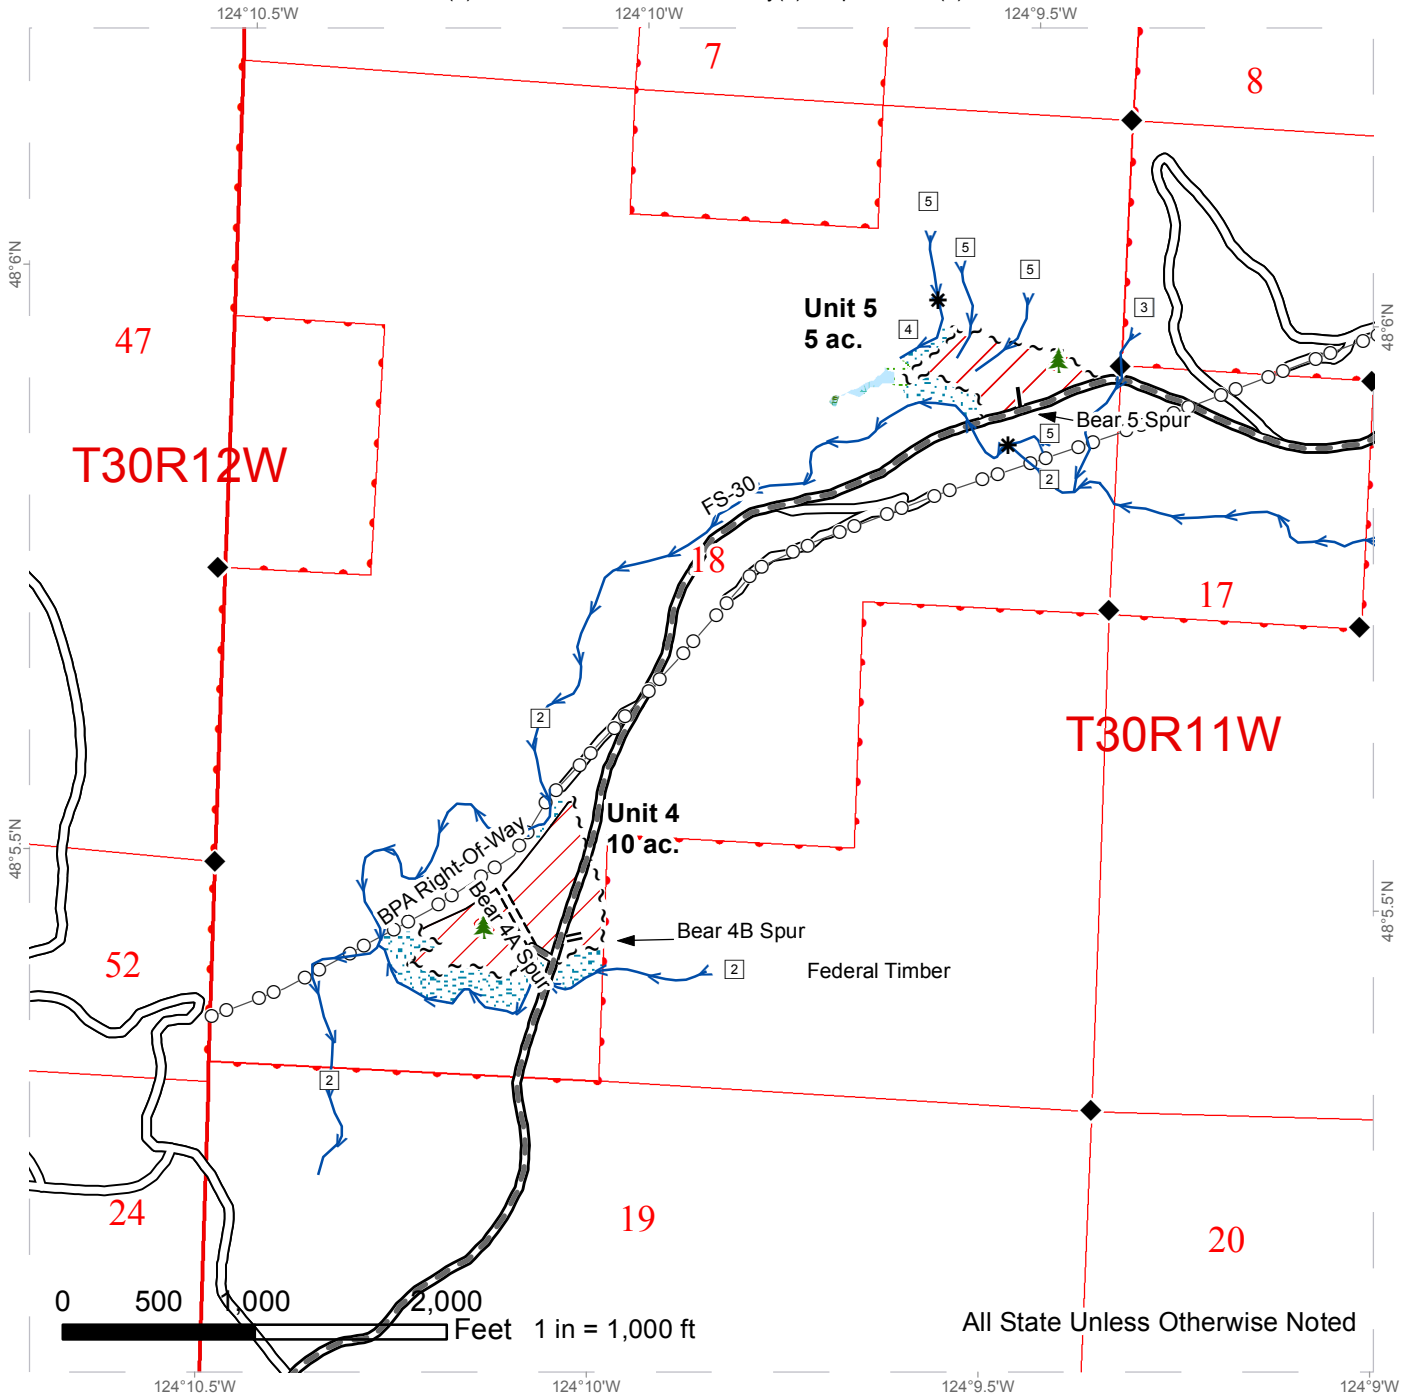 124°10.5'W
124°10'W
124°9.5'W
7
8
5
48°6'N
5
5
Unit 5
5 ac.
3
4
48°6'N
47
Bear 5 Spur
5
T30R12W
2
FS-30
18
17
2
T30R11W
Unit 4
10 ac.
48°5.5'N
BPA Right-Of-Way
Bear 4A Spur
Bear 4B Spur
48°5.5'N
52
2
Federal Timber
2
24
19
20
0 500 1,000 2,000
Feet 1 in = 1,000 ft
All State Unless Otherwise Noted
124°10.5'W
124°10'W
124°9.5'W
124°9'W